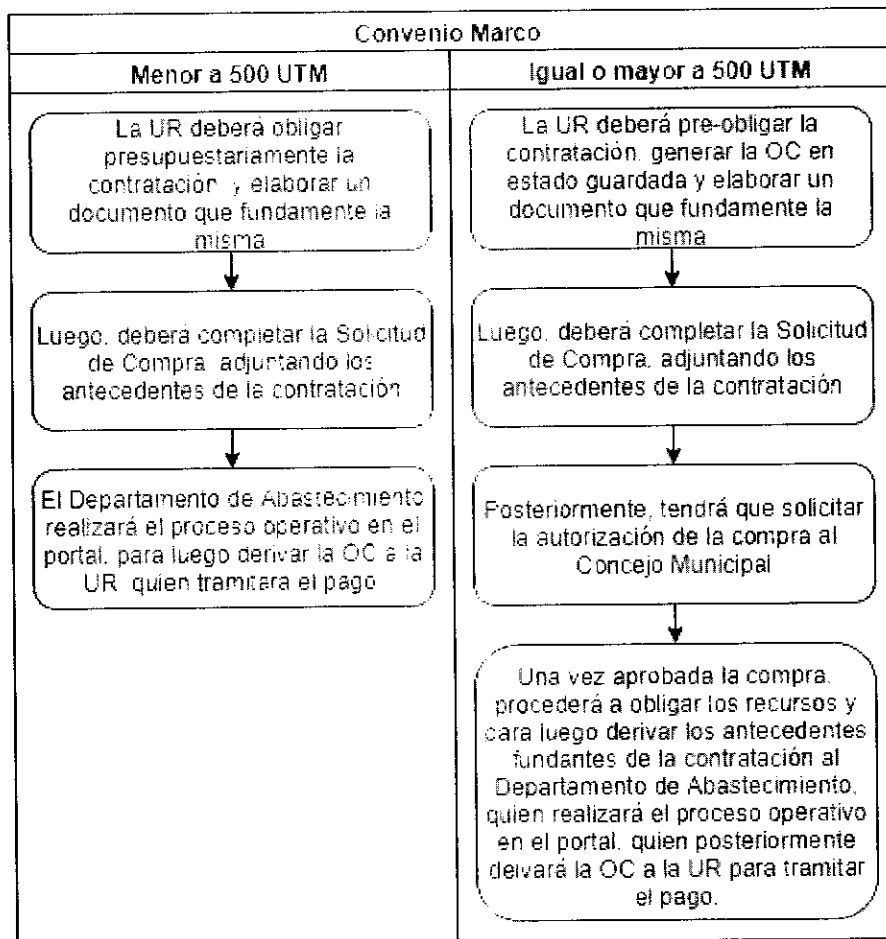 Convenio Marco
Menor a 500 UTM
La UR deberá obligar
presupuestariamente la
contratación y elaborar un
documento que fundamente la
misma
Luego, deberá completar la Solicitud
de Compra adjuntando los
antecedentes de la contratación
El Departamento de Abastecimiento
realizará el proceso operativo en el
portal, para luego derivar la OC a la
UR quien tramitara el pago
Igual o mayor a 500 UTM
La UR deberá pre-obligar la
contratación, generar la OC en
estado guardada y elaborar un
documento que fundamente la
misma
Luego, deberá completar la Solicitud
de Compra, adjuntando los
antecedentes de la contratación
Posteriormente, tendrá que solicitar
la autorización de la compra al
Concejo Municipal
Una vez aprobada la compra,
procederá a obligar los recursos y
para luego derivar los antecedentes
fundantes de la contratación al
Departamento de Abastecimiento,
quien realizará el proceso operativo
en el portal, quien posteriormente
deivará la OC a la UR para tramitar
el pago.